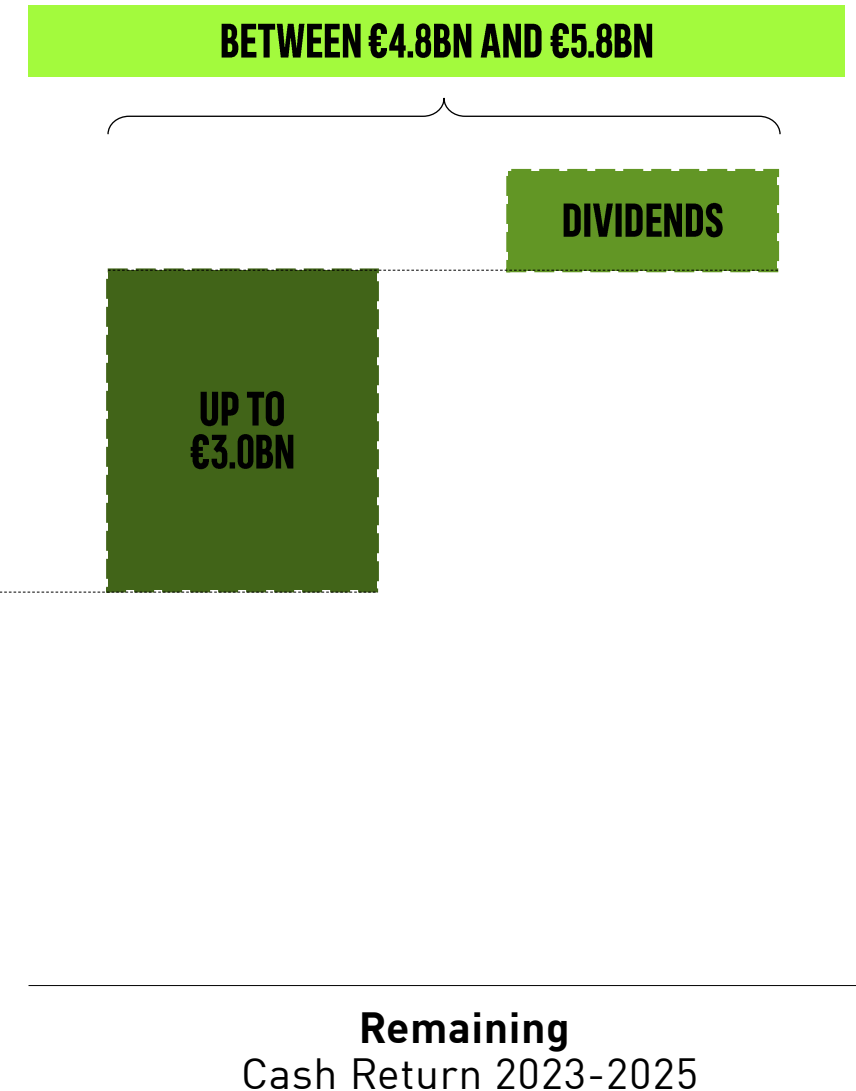 BETWEEN €4.8BN AND €5.8BN
DIVIDENDS
UP TO
€3.0BN
Remaining
Cash Return 2023-2025